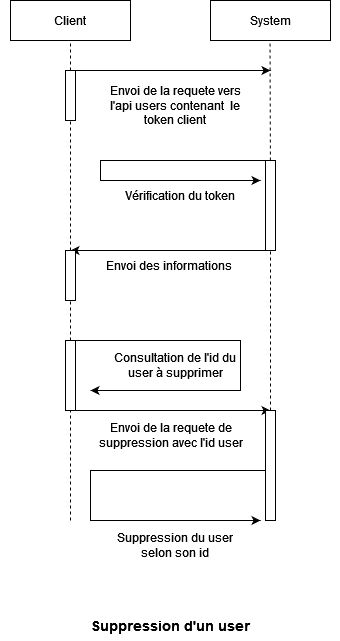 Client
System
Envoi de la requete vers
l'api users contenant le
token client
Vérification du token
Envoi des informations
Consultation de l'id du
user à supprimer
Envoi de la requete de
suppression avec l'id user
Suppression du user
selon son id
Suppression d'un user